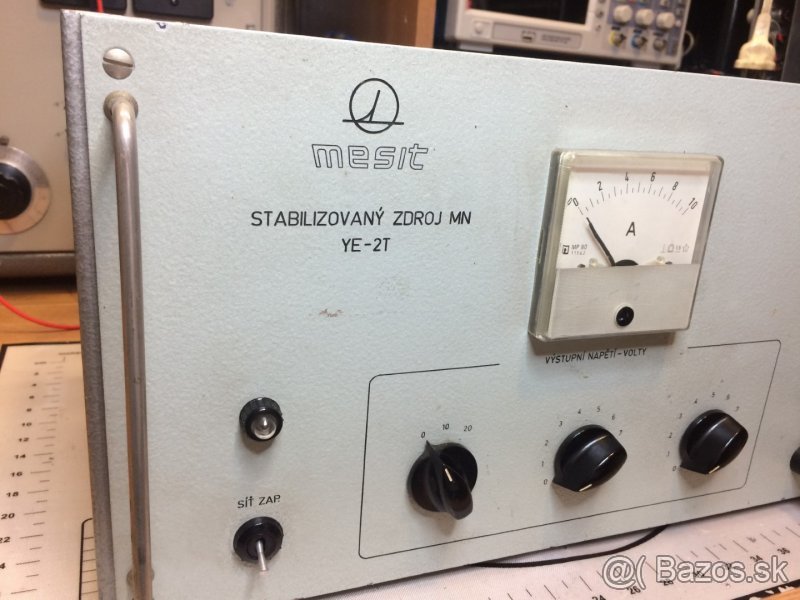 mesit
STABILIZOVANÝ ZDROJ MN
YE-2T
0 2 4 6 8 10
A
MP 80
VÝSTUPNÍ NAPĚTÍ-VOLTY
0 10 20
0 1 2 3 4 5 6 7
0 1 2 3 4 5 6 7
SÍŤ ZAP.
@( Bazos.sk